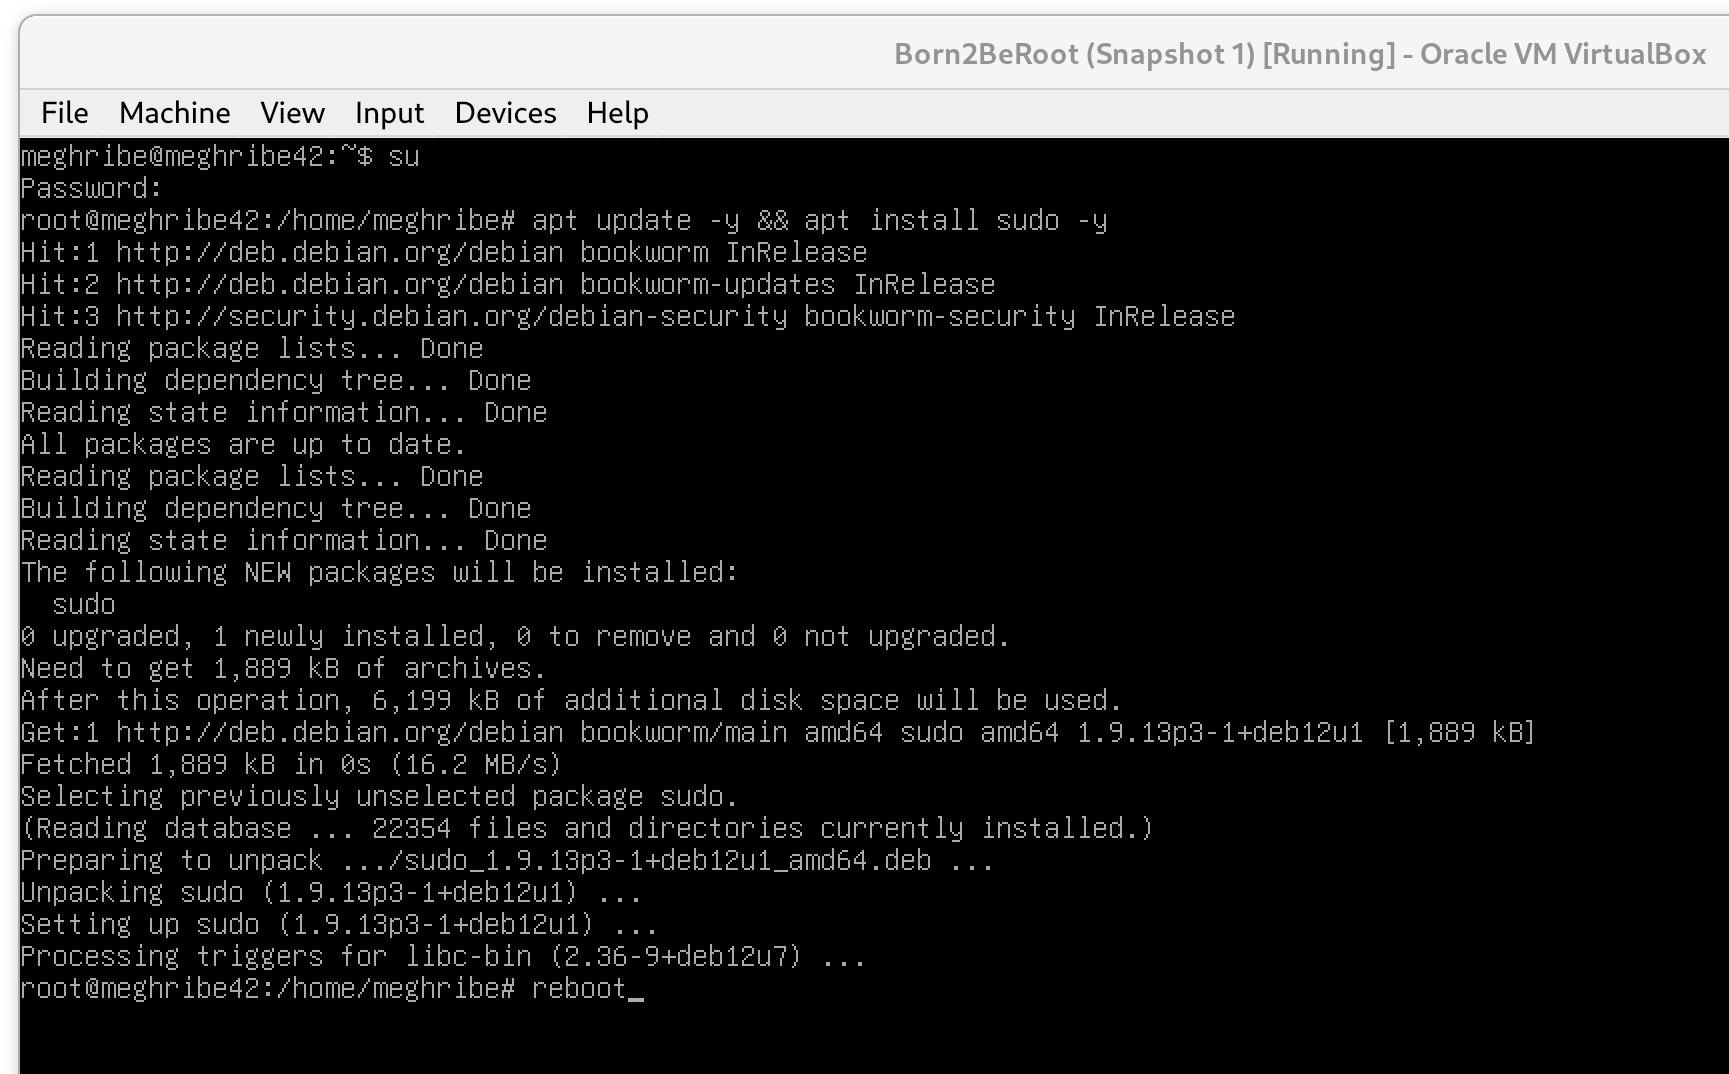 Born2BeRoot (Snapshot 1) [Running] - Oracle VM VirtualBox
File Machine View Input Devices Help
meghribe@meghribe42:~$ su
Password:
root@meghribe42:/home/meghribe# apt update -y && apt install sudo -y
Hit:1 http://deb.debian.org/debian bookworm InRelease
Hit:2 http://deb.debian.org/debian bookworm-updates InRelease
Hit:3 http://security.debian.org/debian-security bookworm-security InRelease
Reading package lists... Done
Building dependency tree... Done
Reading state information... Done
All packages are up to date.
Reading package lists... Done
Building dependency tree... Done
Reading state information... Done
The following NEW packages will be installed:
  sudo
0 upgraded, 1 newly installed, 0 to remove and 0 not upgraded.
Need to get 1,889 kB of archives.
After this operation, 6,199 kB of additional disk space will be used.
Get:1 http://deb.debian.org/debian bookworm/main amd64 sudo amd64 1.9.13p3-1+deb12u1 [1,889 kB]
Fetched 1,889 kB in 0s (16.2 MB/s)
Selecting previously unselected package sudo.
(Reading database ... 22354 files and directories currently installed.)
Preparing to unpack .../sudo_1.9.13p3-1+deb12u1_amd64.deb ...
Unpacking sudo (1.9.13p3-1+deb12u1) ...
Setting up sudo (1.9.13p3-1+deb12u1) ...
Processing triggers for libc-bin (2.36-9+deb12u7) ...
root@meghribe42:/home/meghribe# reboot_